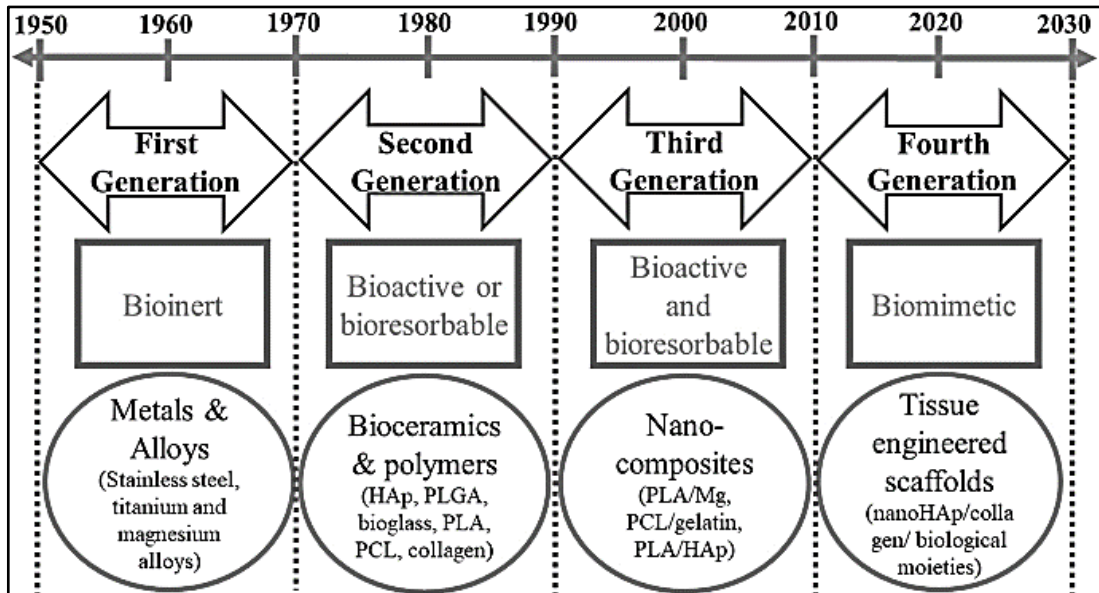 1950 1960 1970 1980 1990 2000 2010 2020 2030
First
Generation
Second
Generation
Third
Generation
Fourth
Generation
Bioinert
Bioactive or
bioresorbable
Bioactive
and
bioresorbable
Biomimetic
Metals &
Alloys
(Stainless steel,
titanium and
magnesium
alloys)
Bioceramics
& polymers
(HAp, PLGA,
bioglass, PLA,
PCL, collagen)
Nano-
composites
(PLA/Mg,
PCL/gelatin,
PLA/HAp)
Tissue
engineered
scaffolds
(nanoHAp/colla
gen/ biological
moieties)